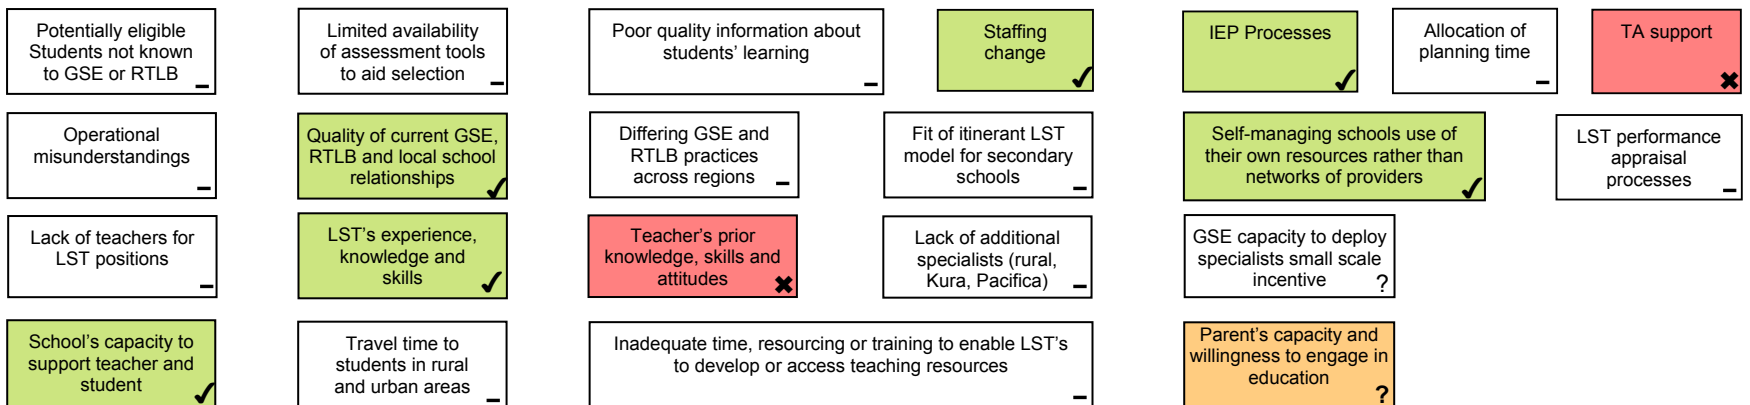 Potentially eligible
Students not known
to GSE or RTLB
–
Limited availability
of assessment tools
to aid selection
–
Poor quality information about
students’ learning
–
Staffing
change
✓
IEP Processes
✓
Allocation of
planning time
–
TA support
✖
Operational
misunderstandings
–
Quality of current GSE,
RTLB and local school
relationships
✓
Differing GSE and
RTLB practices
across regions
–
Fit of itinerant LST
model for secondary
schools
–
Self-managing schools use of
their own resources rather than
networks of providers
✓
LST performance
appraisal
processes
–
Lack of teachers for
LST positions
–
LST’s experience,
knowledge and
skills
✓
Teacher’s prior
knowledge, skills and
attitudes
✖
Lack of additional
specialists (rural,
Kura, Pacifica)
–
GSE capacity to deploy
specialists small scale
incentive
?
School’s capacity to
support teacher and
student
✓
Travel time to
students in rural
and urban areas
–
Inadequate time, resourcing or training to enable LST’s
to develop or access teaching resources
–
Parent’s capacity and
willingness to engage in
education
?